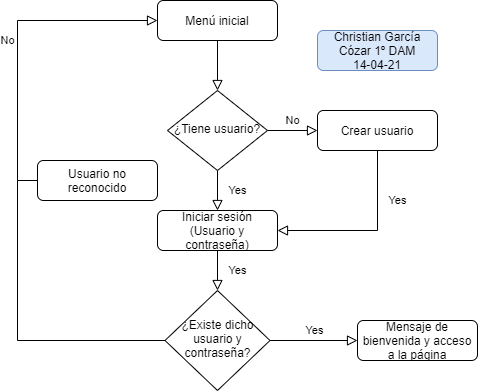 Menú inicial
Christian García
Cózar 1º DAM
14-04-21
No
¿Tiene usuario?
No
Crear usuario
Usuario no
reconocido
Yes
Yes
Iniciar sesión
(Usuario y
contraseña)
Yes
¿Existe dicho
usuario y
contraseña?
Yes
Mensaje de
bienvenida y acceso
a la página